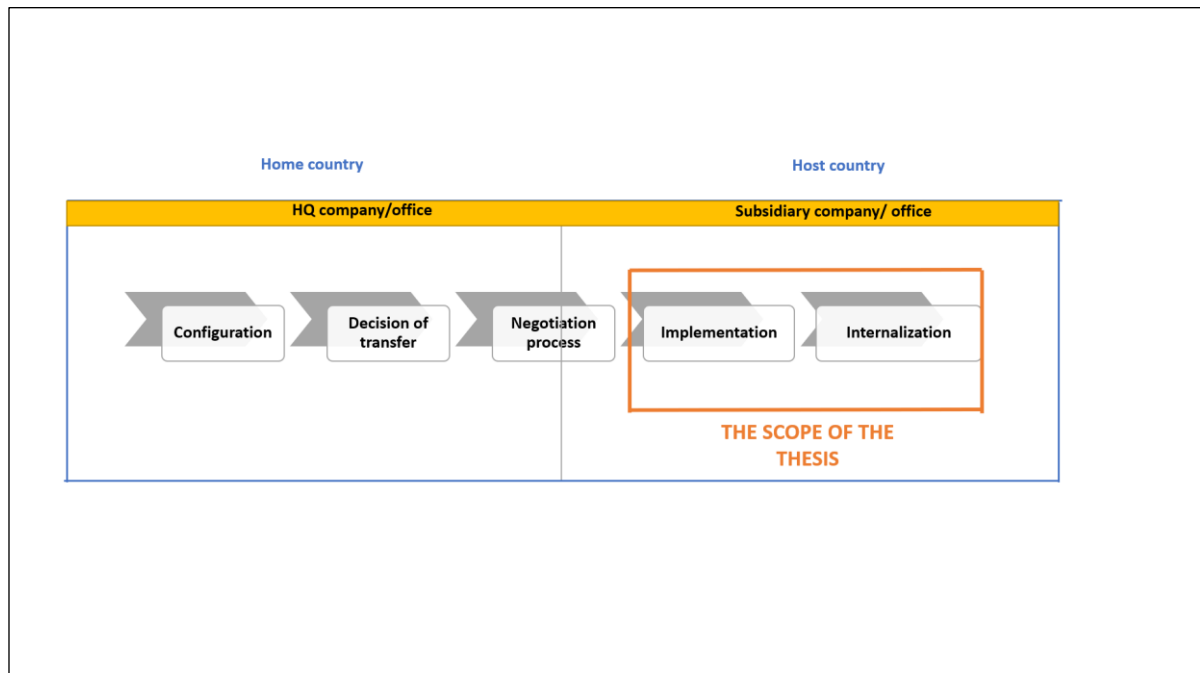 Home country
Host country
HQ company/office
Subsidiary company/ office
Configuration
Decision of
transfer
Negotiation
process
Implementation
Internalization
THE SCOPE OF THE
THESIS